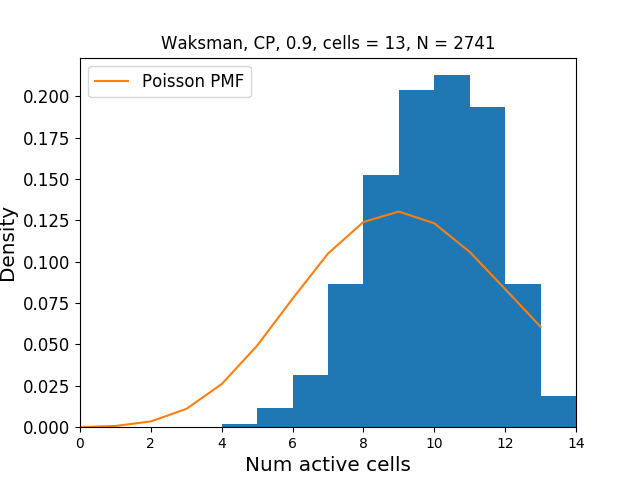 Waksman, CP, 0.9, cells = 13, N = 2741
Poisson PMF
Density
0.200
0.175
0.150
0.125
0.100
0.075
0.050
0.025
0.000
0 2 4 6 8 10 12 14
Num active cells